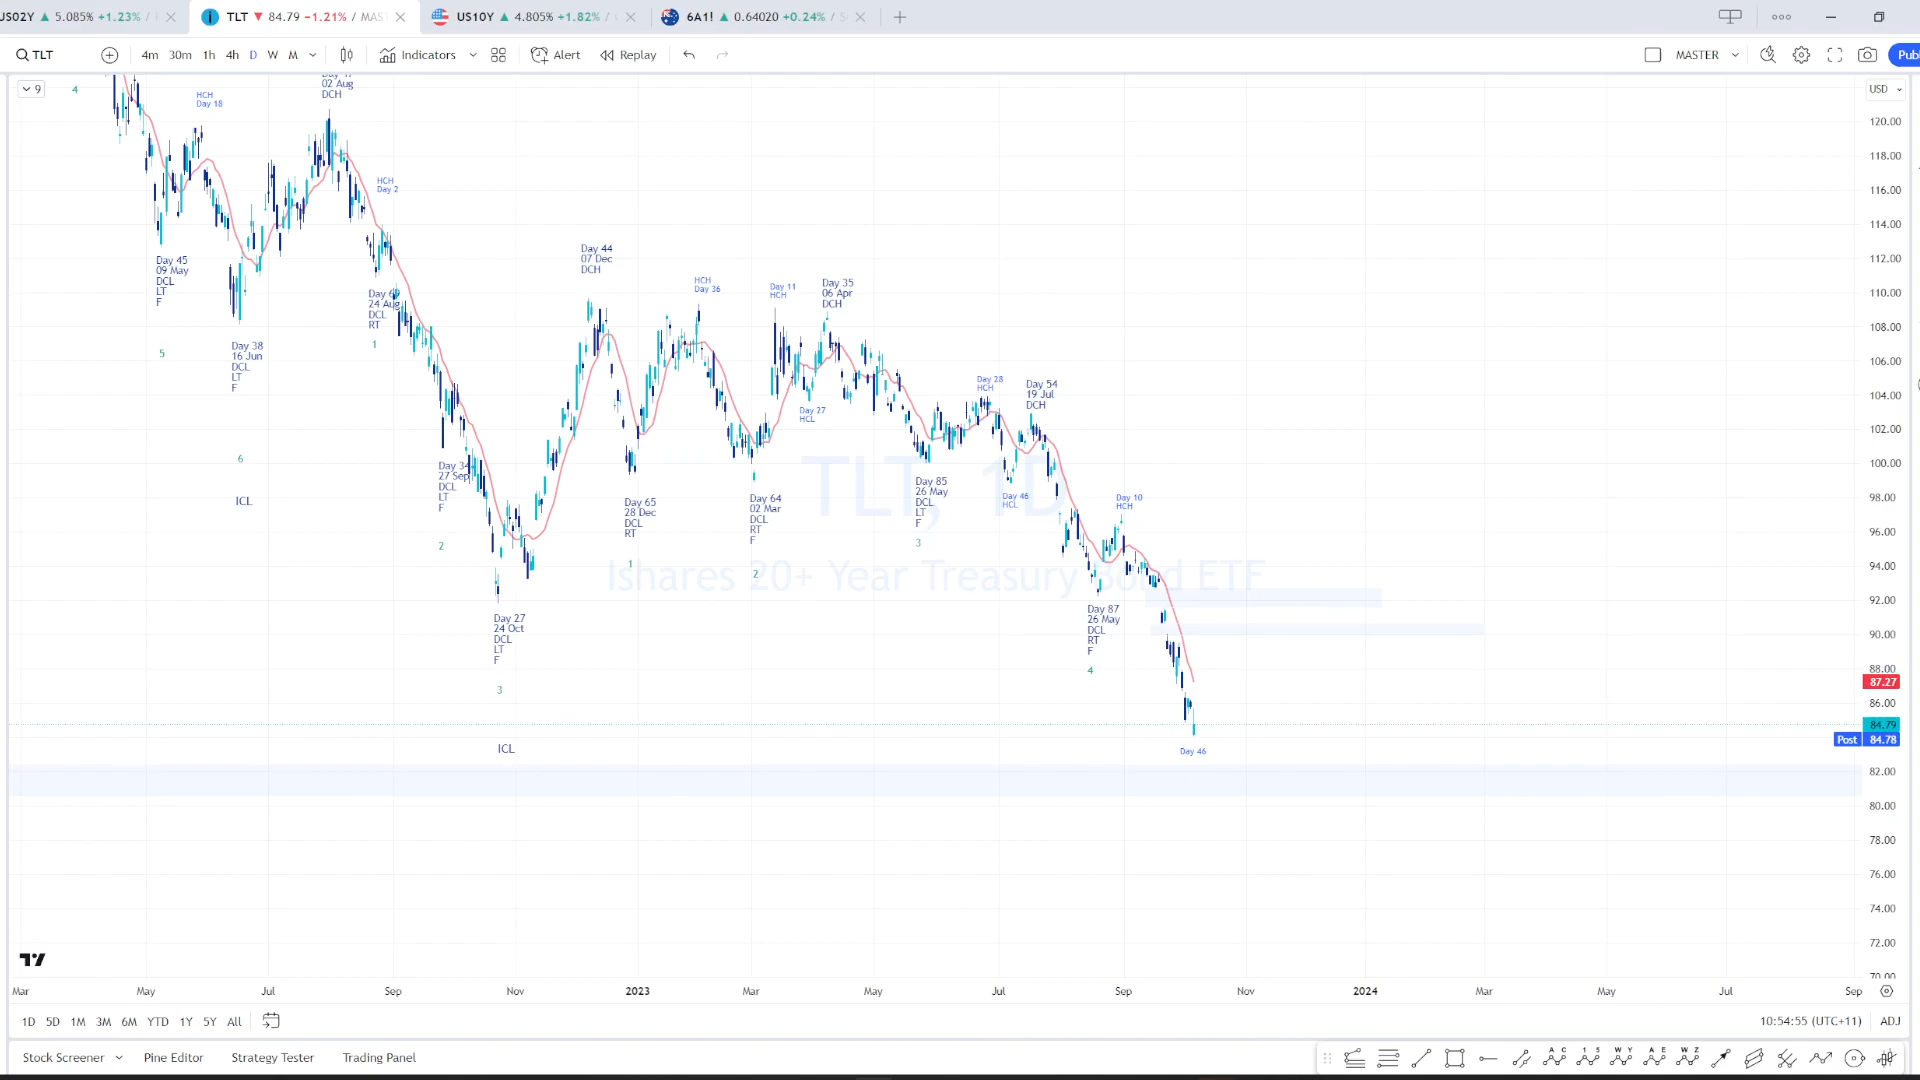 US02Y ▲ 5.085% +1.23% /
TLT ▼ 84.79 −1.21% / MAS
US10Y ▲ 4.805% +1.82% /
6A1! ▲ 0.64020 +0.24% /
TLT
4m 30m 1h 4h D W M
Indicators
Alert
Replay
MASTER
Publ
9
USD
4
HCH
Day 18
02 Aug
DCH
HCH
Day 2
Day 45
09 May
DCL
LT
F
5
Day 38
16 Jun
DCL
LT
F
6
ICL
24 Aug
DCL
RT
1
Day 34
27 Sep
DCL
LT
F
2
Day 27
24 Oct
DCL
LT
F
3
ICL
Day 44
07 Dec
DCH
Day 65
28 Dec
DCL
RT
1
HCH
Day 36
Day 64
02 Mar
DCL
RT
F
2
Day 11
HCH
Day 27
HCL
Day 35
06 Apr
DCH
Day 85
26 May
DCL
LT
F
3
Day 28
HCH
Day 46
HCL
Day 54
19 Jul
DCH
Day 87
26 May
DCL
RT
F
4
Day 10
HCH
Day 46
TLT, 1D
Ishares 20+ Year Treasury Bond ETF
120.00
118.00
116.00
114.00
112.00
110.00
108.00
106.00
104.00
102.00
100.00
98.00
96.00
94.00
92.00
90.00
88.00
87.27
86.00
84.79
Post 84.78
82.00
80.00
78.00
76.00
74.00
72.00
70.00
Mar May Jul Sep Nov 2023 Mar May Jul Sep Nov 2024 Mar May Jul Sep
1D 5D 1M 3M 6M YTD 1Y 5Y All
10:54:55 (UTC+11) ADJ
Stock Screener Pine Editor Strategy Tester Trading Panel